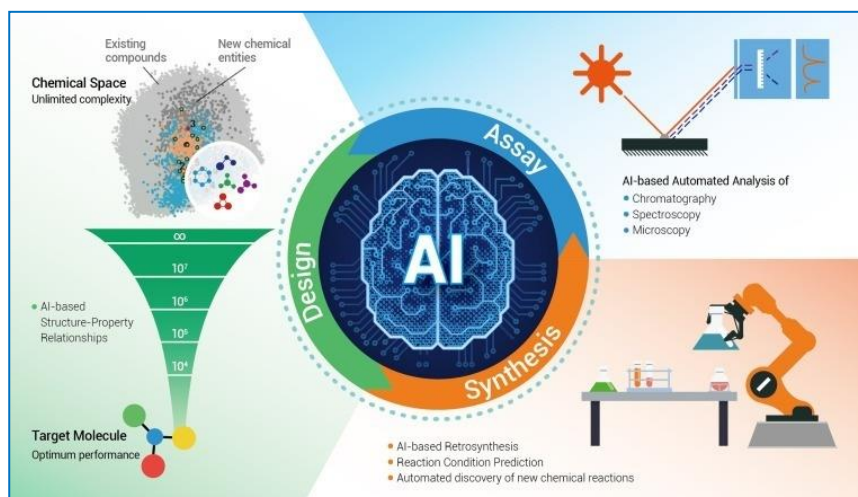 Existing
compounds
New chemical
entities
Chemical Space
Unlimited complexity
∞
10⁷
10⁶
10⁵
10⁴
AI-based
Structure-Property
Relationships
Target Molecule
Optimum performance
Design
Assay
Synthesis
AI
AI-based Automated Analysis of
Chromatography
Spectroscopy
Microscopy
AI-based Retrosynthesis
Reaction Condition Prediction
Automated discovery of new chemical reactions